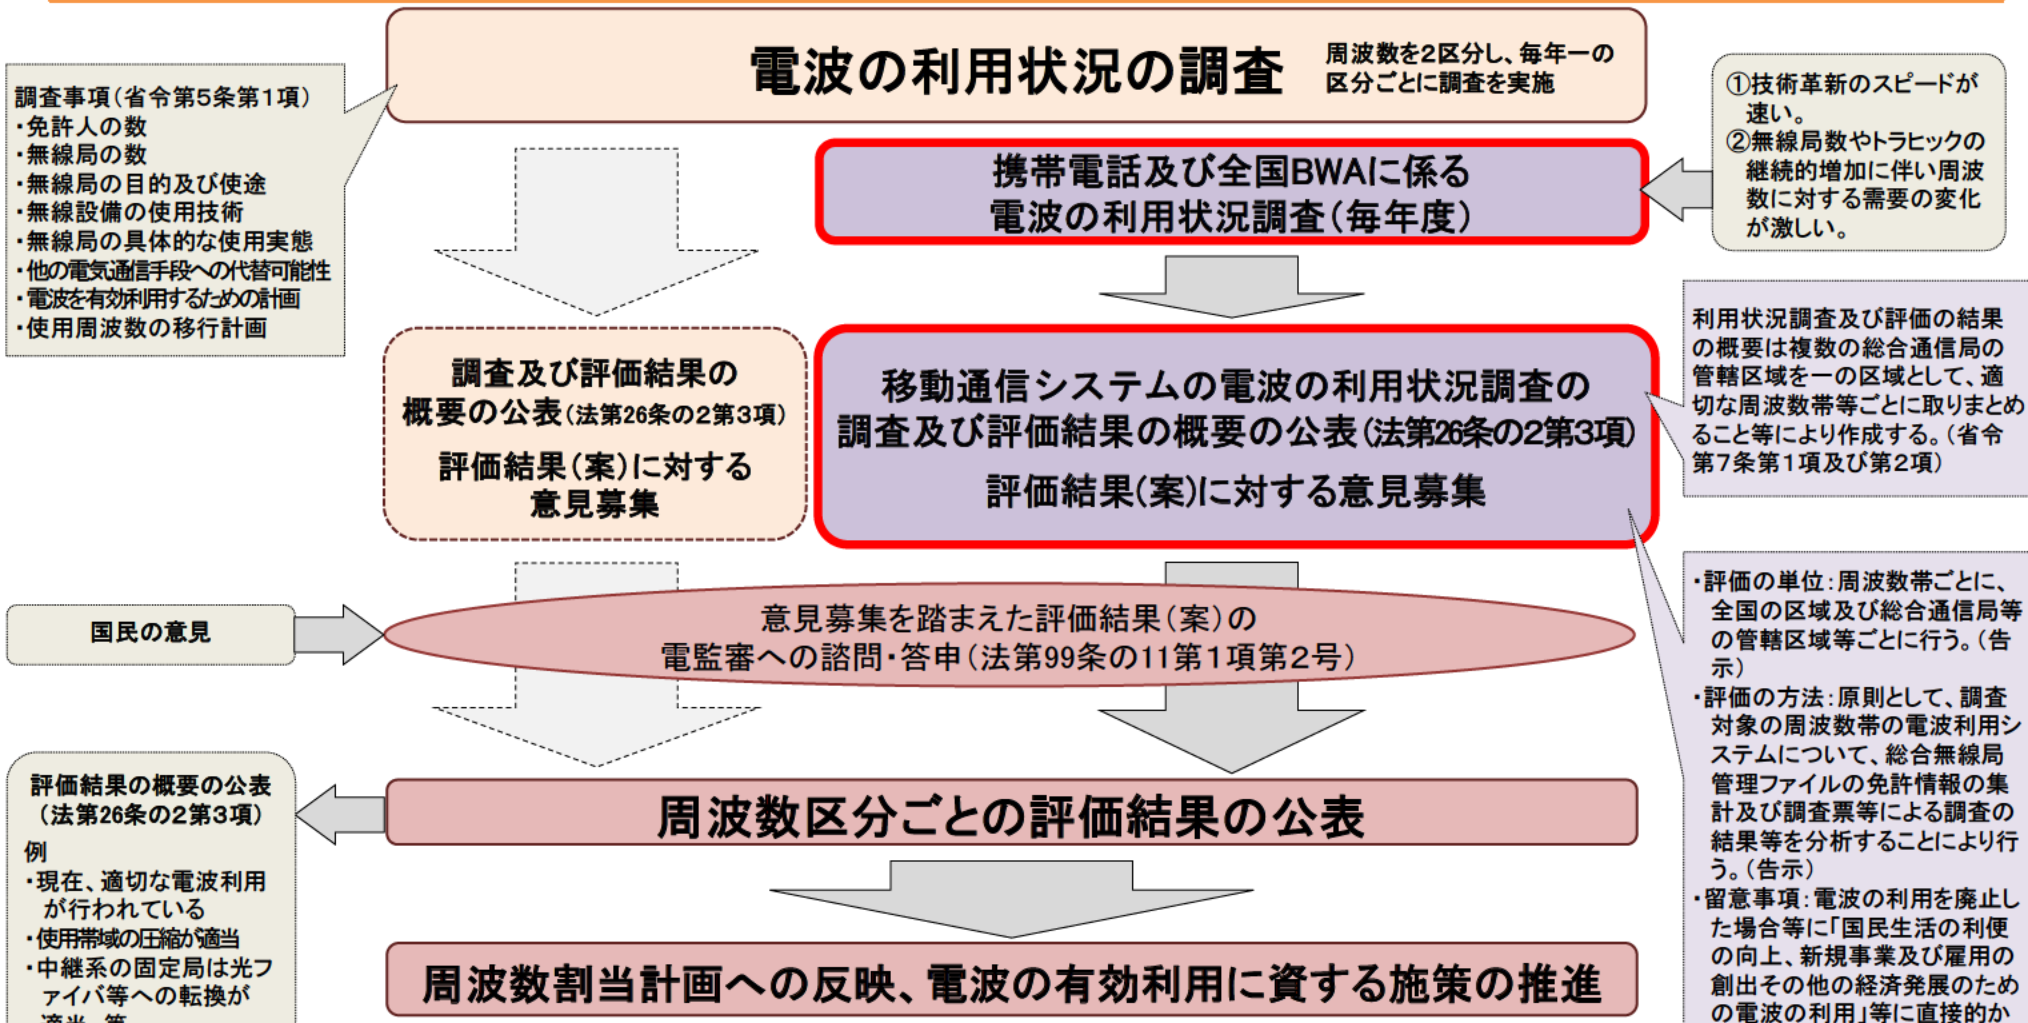 電波の利用状況の調査
周波数を2区分し、毎年一の
区分ごとに調査を実施
調査事項(省令第5条第1項)
・免許人の数
・無線局の数
・無線局の目的及び使途
・無線設備の使用技術
・無線局の具体的な使用実態
・他の電気通信手段への代替可能性
・電波を有効利用するための計画
・使用周波数の移行計画
携帯電話及び全国BWAに係る
電波の利用状況調査(毎年度)
①技術革新のスピードが
速い。
②無線局数やトラヒックの
継続的増加に伴い周波
数に対する需要の変化
が激しい。
調査及び評価結果の
概要の公表(法第26条の2第3項)
評価結果(案)に対する
意見募集
移動通信システムの電波の利用状況調査の
調査及び評価結果の概要の公表(法第26条の2第3項)
評価結果(案)に対する意見募集
利用状況調査及び評価の結果
の概要は複数の総合通信局の
管轄区域を一の区域として、適
切な周波数帯等ごとに取りまとめ
ること等により作成する。(省令
第7条第1項及び第2項)
国民の意見
意見募集を踏まえた評価結果(案)の
電監審への諮問・答申(法第99条の11第1項第2号)
・評価の単位:周波数帯ごとに、
全国の区域及び総合通信局等
の管轄区域等ごとに行う。(告
示)
・評価の方法:原則として、調査
対象の周波数帯の電波利用シ
ステムについて、総合無線局
管理ファイルの免許情報の集
計及び調査票等による調査の
結果等を分析することにより行
う。(告示)
・留意事項:電波の利用を廃止し
た場合等に「国民生活の利便
の向上、新規事業及び雇用の
創出その他の経済発展のため
の電波の利用」等に直接的か
周波数区分ごとの評価結果の公表
評価結果の概要の公表
(法第26条の2第3項)
例
・現在、適切な電波利用
が行われている
・使用帯域の圧縮が適当
・中継系の固定局は光フ
ァイバ等への転換が
周波数割当計画への反映、電波の有効利用に資する施策の推進